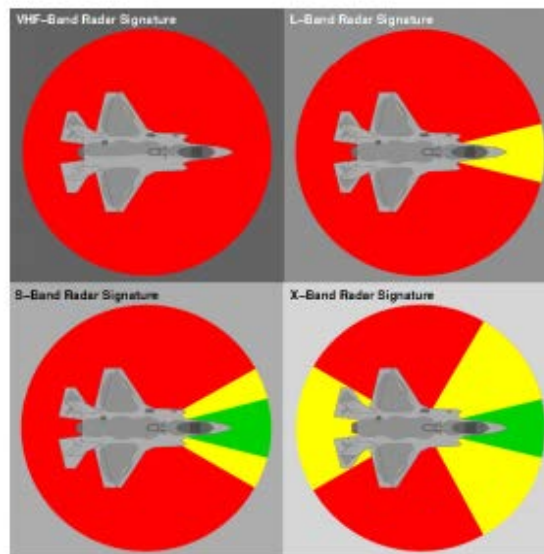 VHF-Band Radar Signature
L-Band Radar Signature
S-Band Radar Signature
X-Band Radar Signature